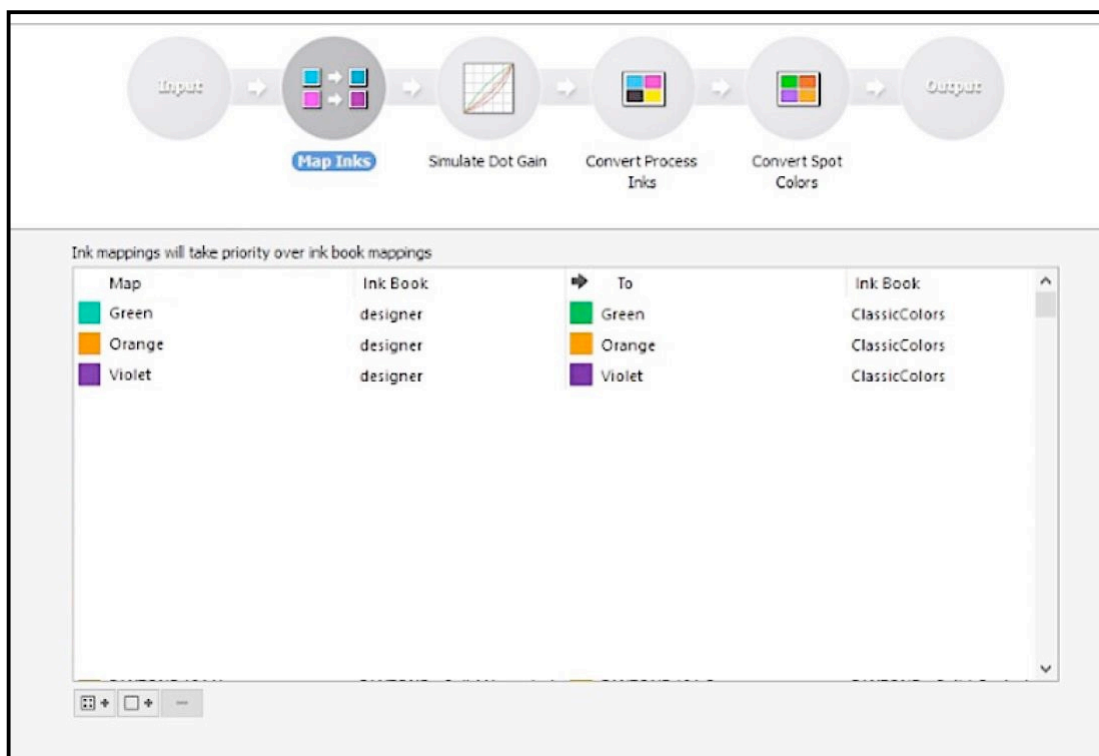 Input
Output
Map Inks
Simulate Dot Gain
Convert Process
Inks
Convert Spot
Colors
Ink mappings will take priority over ink book mappings
Map Ink Book To Ink Book
Green designer Green ClassicColors
Orange designer Orange ClassicColors
Violet designer Violet ClassicColors